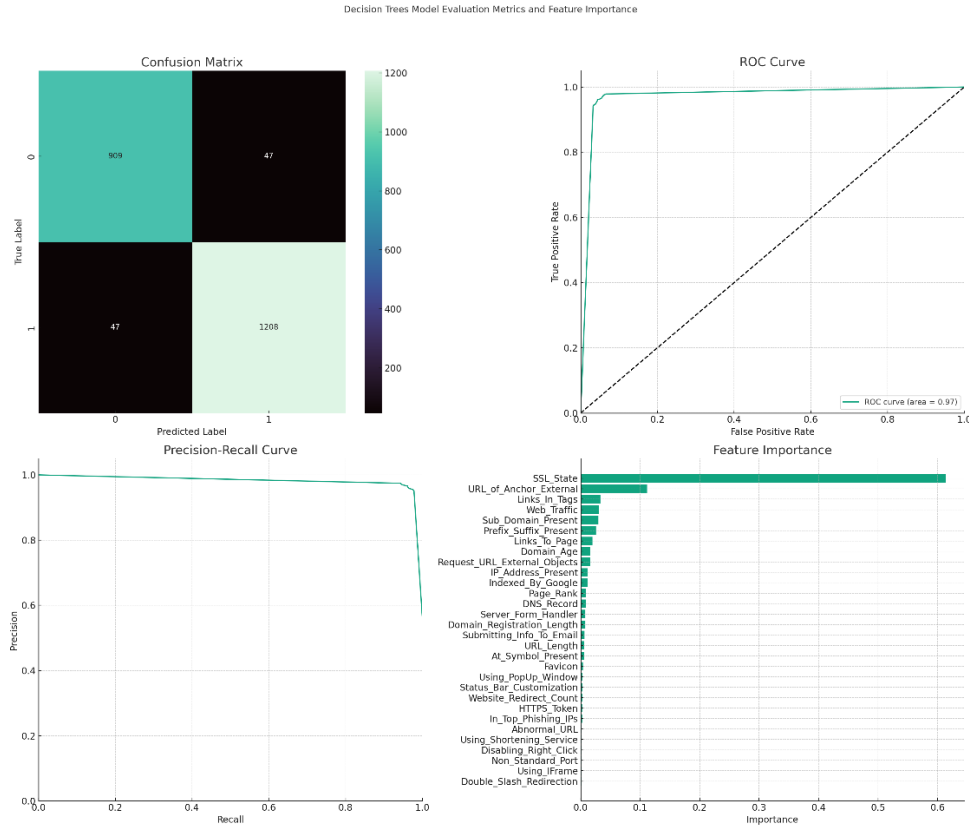 Decision Trees Model Evaluation Metrics and Feature Importance
Confusion Matrix
True Label
0
1
909
47
47
1208
0
1
Predicted Label
1200
1000
800
600
400
200
ROC Curve
True Positive Rate
1.0
0.8
0.6
0.4
0.2
0.0
0.0
0.2
0.4
0.6
0.8
1.0
False Positive Rate
ROC curve (area = 0.97)
Precision-Recall Curve
Precision
1.0
0.8
0.6
0.4
0.2
0.0
0.0
0.2
0.4
0.6
0.8
1.0
Recall
Feature Importance
SSL_State
URL_of_Anchor_External
Links_In_Tags
Web_Traffic
Sub_Domain_Present
Prefix_Suffix_Present
Links_To_Page
Domain_Age
Request_URL_External_Objects
IP_Address_Present
Indexed_By_Google
Page_Rank
DNS_Record
Server_Form_Handler
Domain_Registration_Length
Submitting_Info_To_Email
URL_Length
At_Symbol_Present
Favicon
Using_PopUp_Window
Status_Bar_Customization
Website_Redirect_Count
HTTPS_Token
In_Top_Phishing_IPs
Abnormal_URL
Using_Shortening_Service
Disabling_Right_Click
Non_Standard_Port
Using_IFrame
Double_Slash_Redirection
0.0
0.1
0.2
0.3
0.4
0.5
0.6
Importance